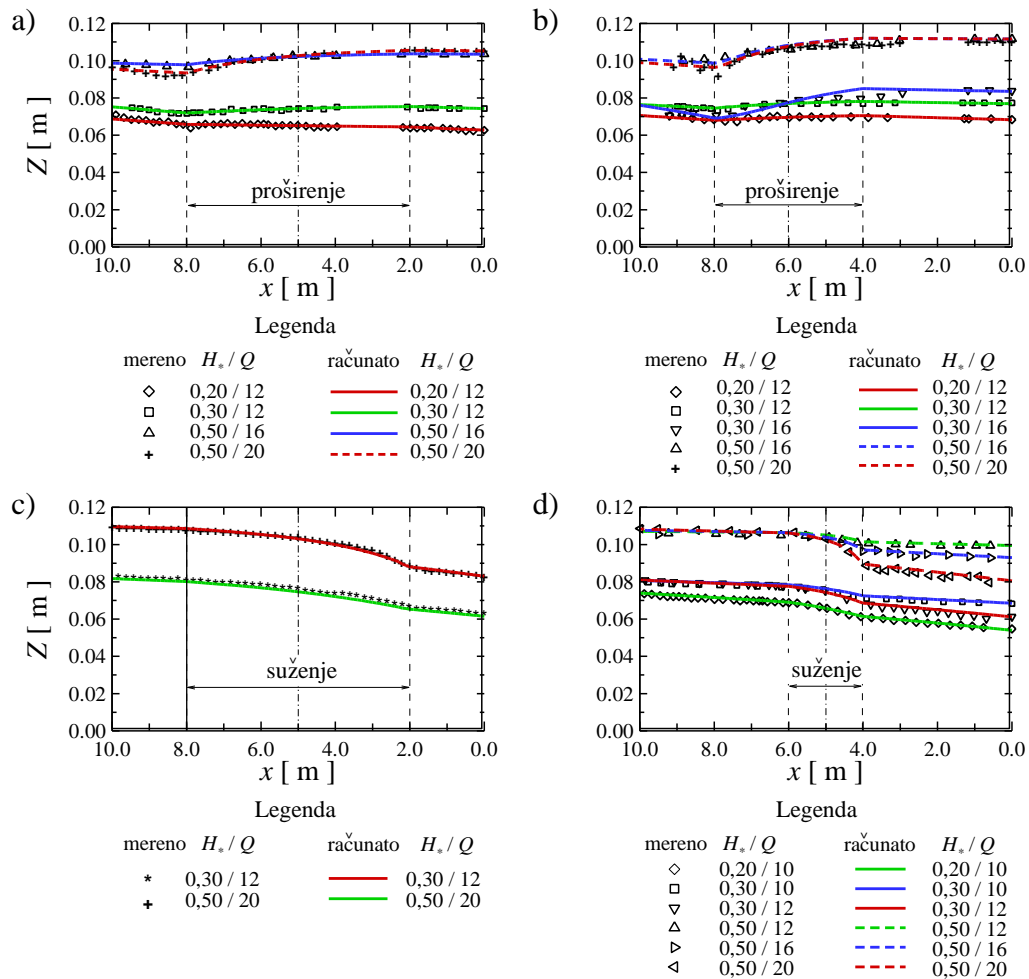 a)
Z [ m ]
0.12
0.10
0.08
0.06
0.04
0.02
0.00
proširenje
10.0 8.0 6.0 4.0 2.0 0.0
x [ m ]
Legenda
mereno H* / Q računato H* / Q
0,20 / 12 0,20 / 12
0,30 / 12 0,30 / 12
0,50 / 16 0,50 / 16
0,50 / 20 0,50 / 20
b)
0.12
0.10
0.08
0.06
0.04
0.02
0.00
proširenje
10.0 8.0 6.0 4.0 2.0 0.0
x [ m ]
Legenda
mereno H* / Q računato H* / Q
0,20 / 12 0,20 / 12
0,30 / 12 0,30 / 12
0,30 / 16 0,30 / 16
0,50 / 16 0,50 / 16
0,50 / 20 0,50 / 20
c)
Z [ m ]
0.12
0.10
0.08
0.06
0.04
0.02
0.00
suženje
10.0 8.0 6.0 4.0 2.0 0.0
x [ m ]
Legenda
mereno H* / Q računato H* / Q
0,30 / 12 0,30 / 12
0,50 / 20 0,50 / 20
d)
0.12
0.10
0.08
0.06
0.04
0.02
0.00
suženje
10.0 8.0 6.0 4.0 2.0 0.0
x [ m ]
Legenda
mereno H* / Q računato H* / Q
0,20 / 10 0,20 / 10
0,30 / 10 0,30 / 10
0,30 / 12 0,30 / 12
0,50 / 12 0,50 / 12
0,50 / 16 0,50 / 16
0,50 / 20 0,50 / 20